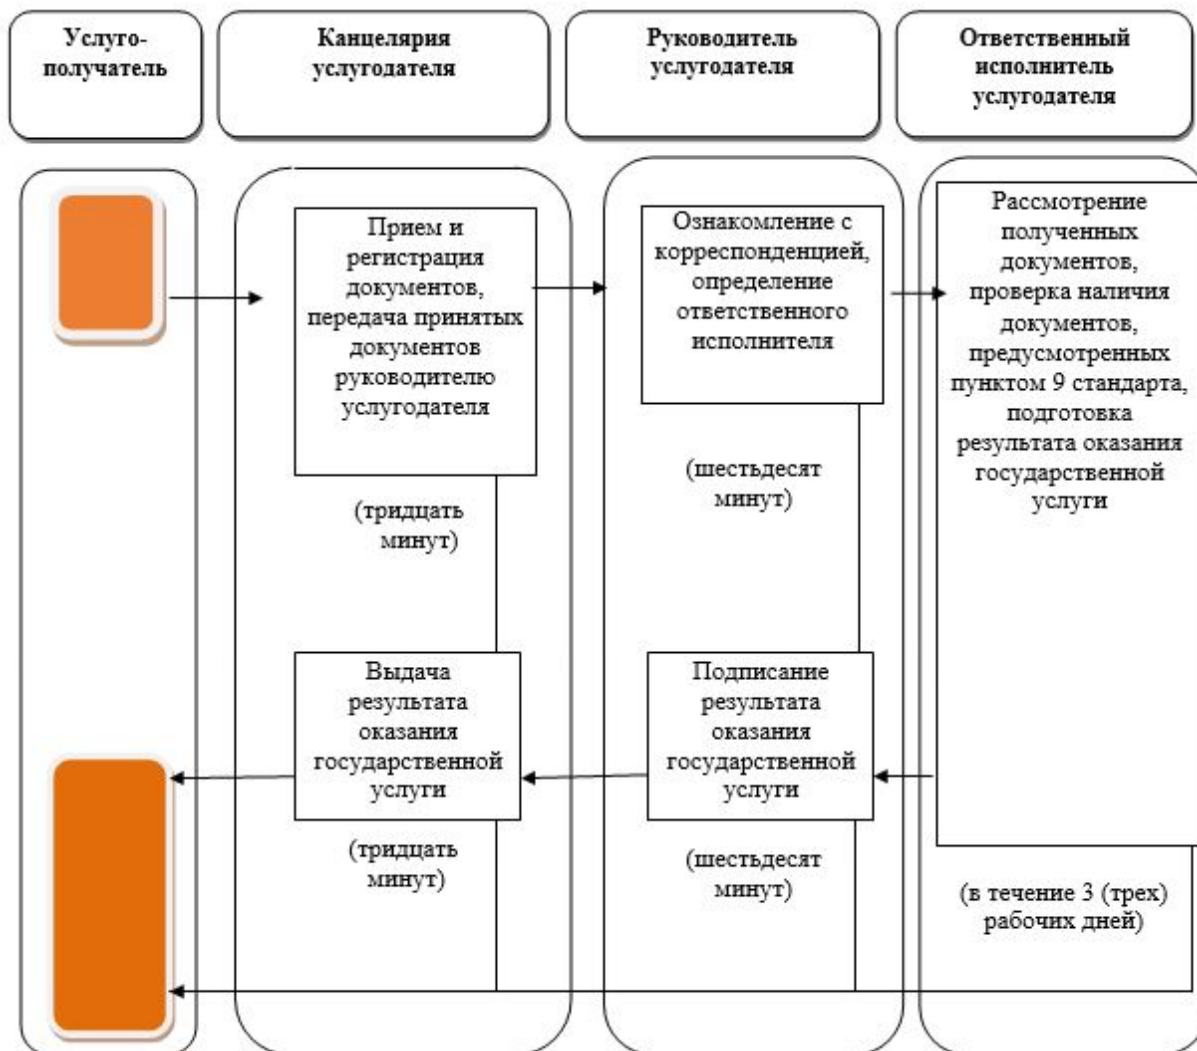 Услуго-
получатель
Канцелярия
услугодателя
Руководитель
услугодателя
Ответственный
исполнитель
услугодателя
Прием и
регистрация
документов,
передача принятых
документов
руководителю
услугодателя
(тридцать
минут)
Ознакомление с
корреспонденцией,
определение
ответственного
исполнителя
(шестьдесят
минут)
Рассмотрение
полученных
документов,
проверка наличия
документов,
предусмотренных
пунктом 9 стандарта,
подготовка
результата оказания
государственной
услуги
(в течение 3 (трех)
рабочих дней)
Подписание
результата
оказания
государственной
услуги
(шестьдесят
минут)
Выдача
результата
оказания
государственной
услуги
(тридцать
минут)